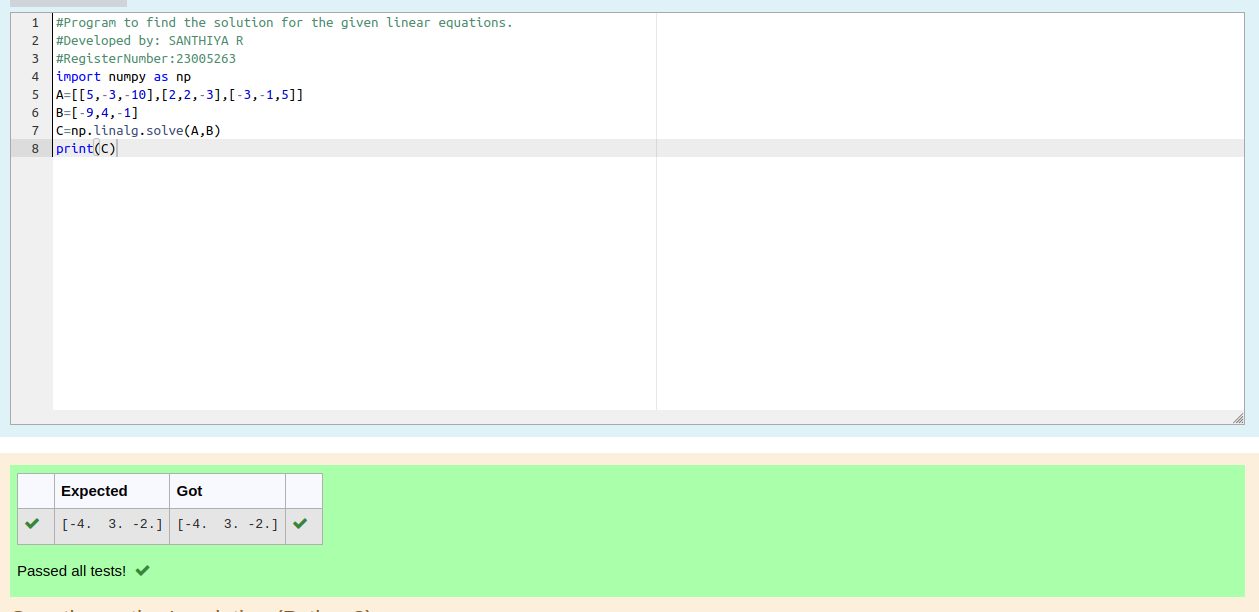 1 #Program to find the solution for the given linear equations.
2 #Developed by: SANTHIYA R
3 #RegisterNumber:23005263
4 import numpy as np
5 A=[[5,-3,-10],[2,2,-3],[-3,-1,5]]
6 B=[-9,4,-1]
7 C=np.linalg.solve(A,B)
8 print(C)
Expected Got
[-4.  3. -2.] [-4.  3. -2.]
Passed all tests!